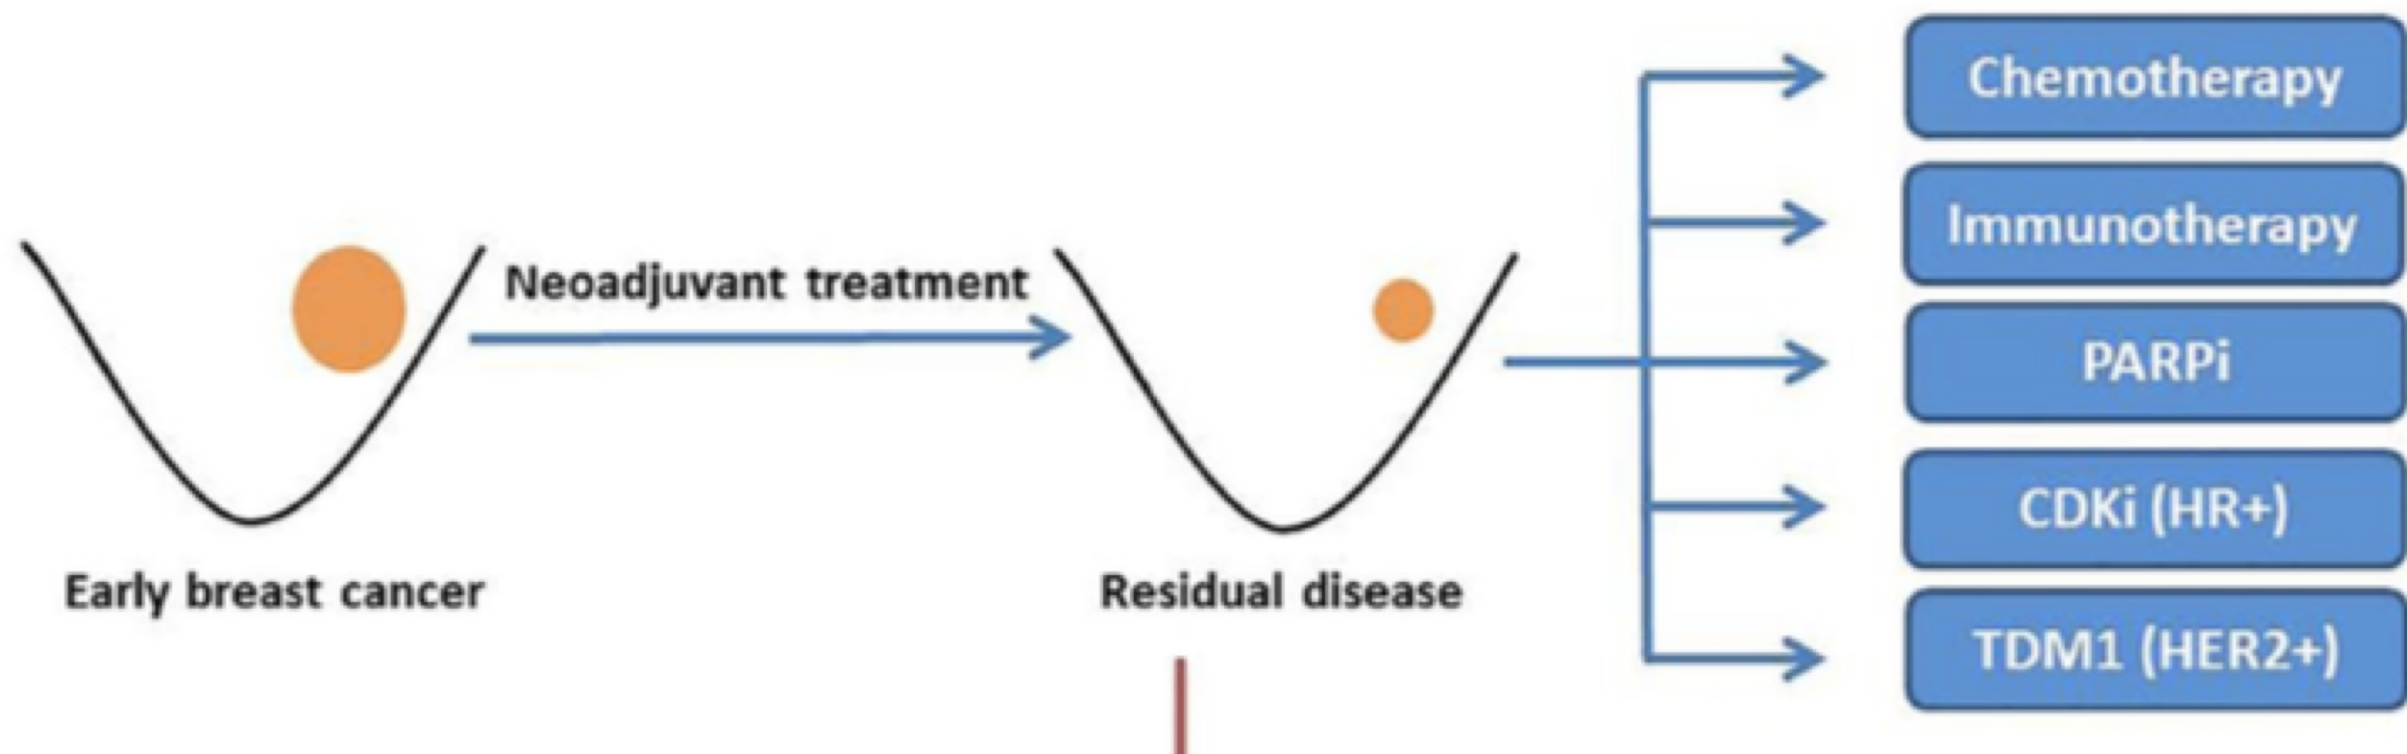 Chemotherapy
Immunotherapy
Neoadjuvant treatment
PARPi
CDKi (HR+)
Early breast cancer
Residual disease
TDM1 (HER2+)